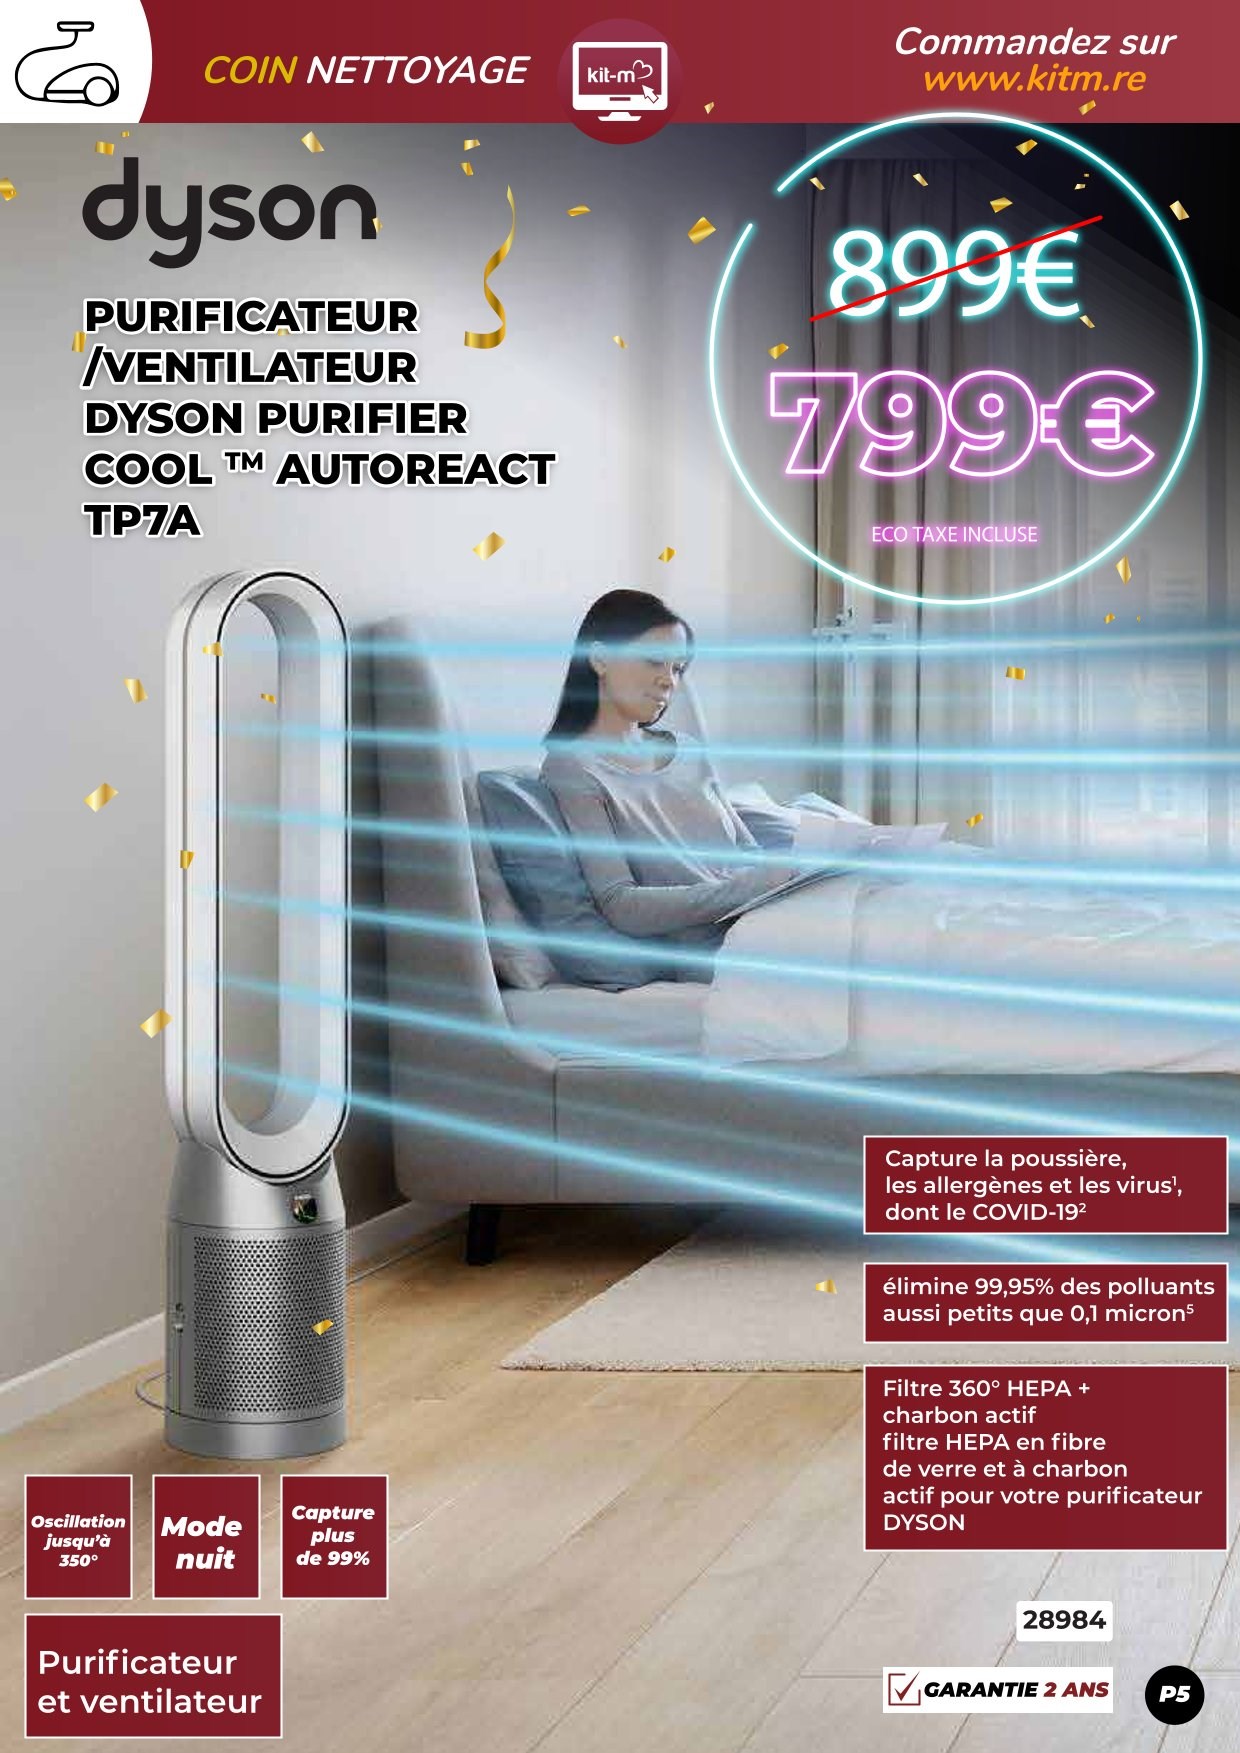 COIN NETTOYAGE
kit-m
Commandez sur
www.kitm.re
dyson
PURIFICATEUR
/VENTILATEUR
DYSON PURIFIER
COOL ™ AUTOREACT
TP7A
899€
799€
ECO TAXE INCLUSE
Capture la poussière,
les allergènes et les virus¹,
dont le COVID-19²
élimine 99,95% des polluants
aussi petits que 0,1 micron⁵
Filtre 360° HEPA +
charbon actif
filtre HEPA en fibre
de verre et à charbon
actif pour votre purificateur
DYSON
Oscillation
jusqu'à
350°
Mode
nuit
Capture
plus
de 99%
Purificateur
et ventilateur
28984
GARANTIE 2 ANS
P5